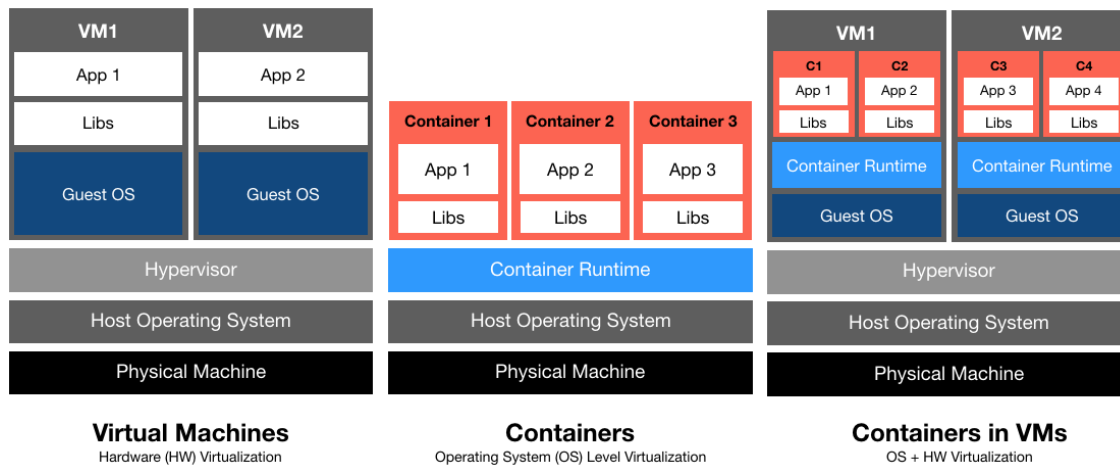 VM1
VM2
App 1
App 2
Libs
Libs
Guest OS
Guest OS
Hypervisor
Host Operating System
Physical Machine
Virtual Machines
Hardware (HW) Virtualization
Container 1
Container 2
Container 3
App 1
App 2
App 3
Libs
Libs
Libs
Container Runtime
Host Operating System
Physical Machine
Containers
Operating System (OS) Level Virtualization
VM1
VM2
C1
C2
C3
C4
App 1
App 2
App 3
App 4
Libs
Libs
Libs
Libs
Container Runtime
Container Runtime
Guest OS
Guest OS
Hypervisor
Host Operating System
Physical Machine
Containers in VMs
OS + HW Virtualization